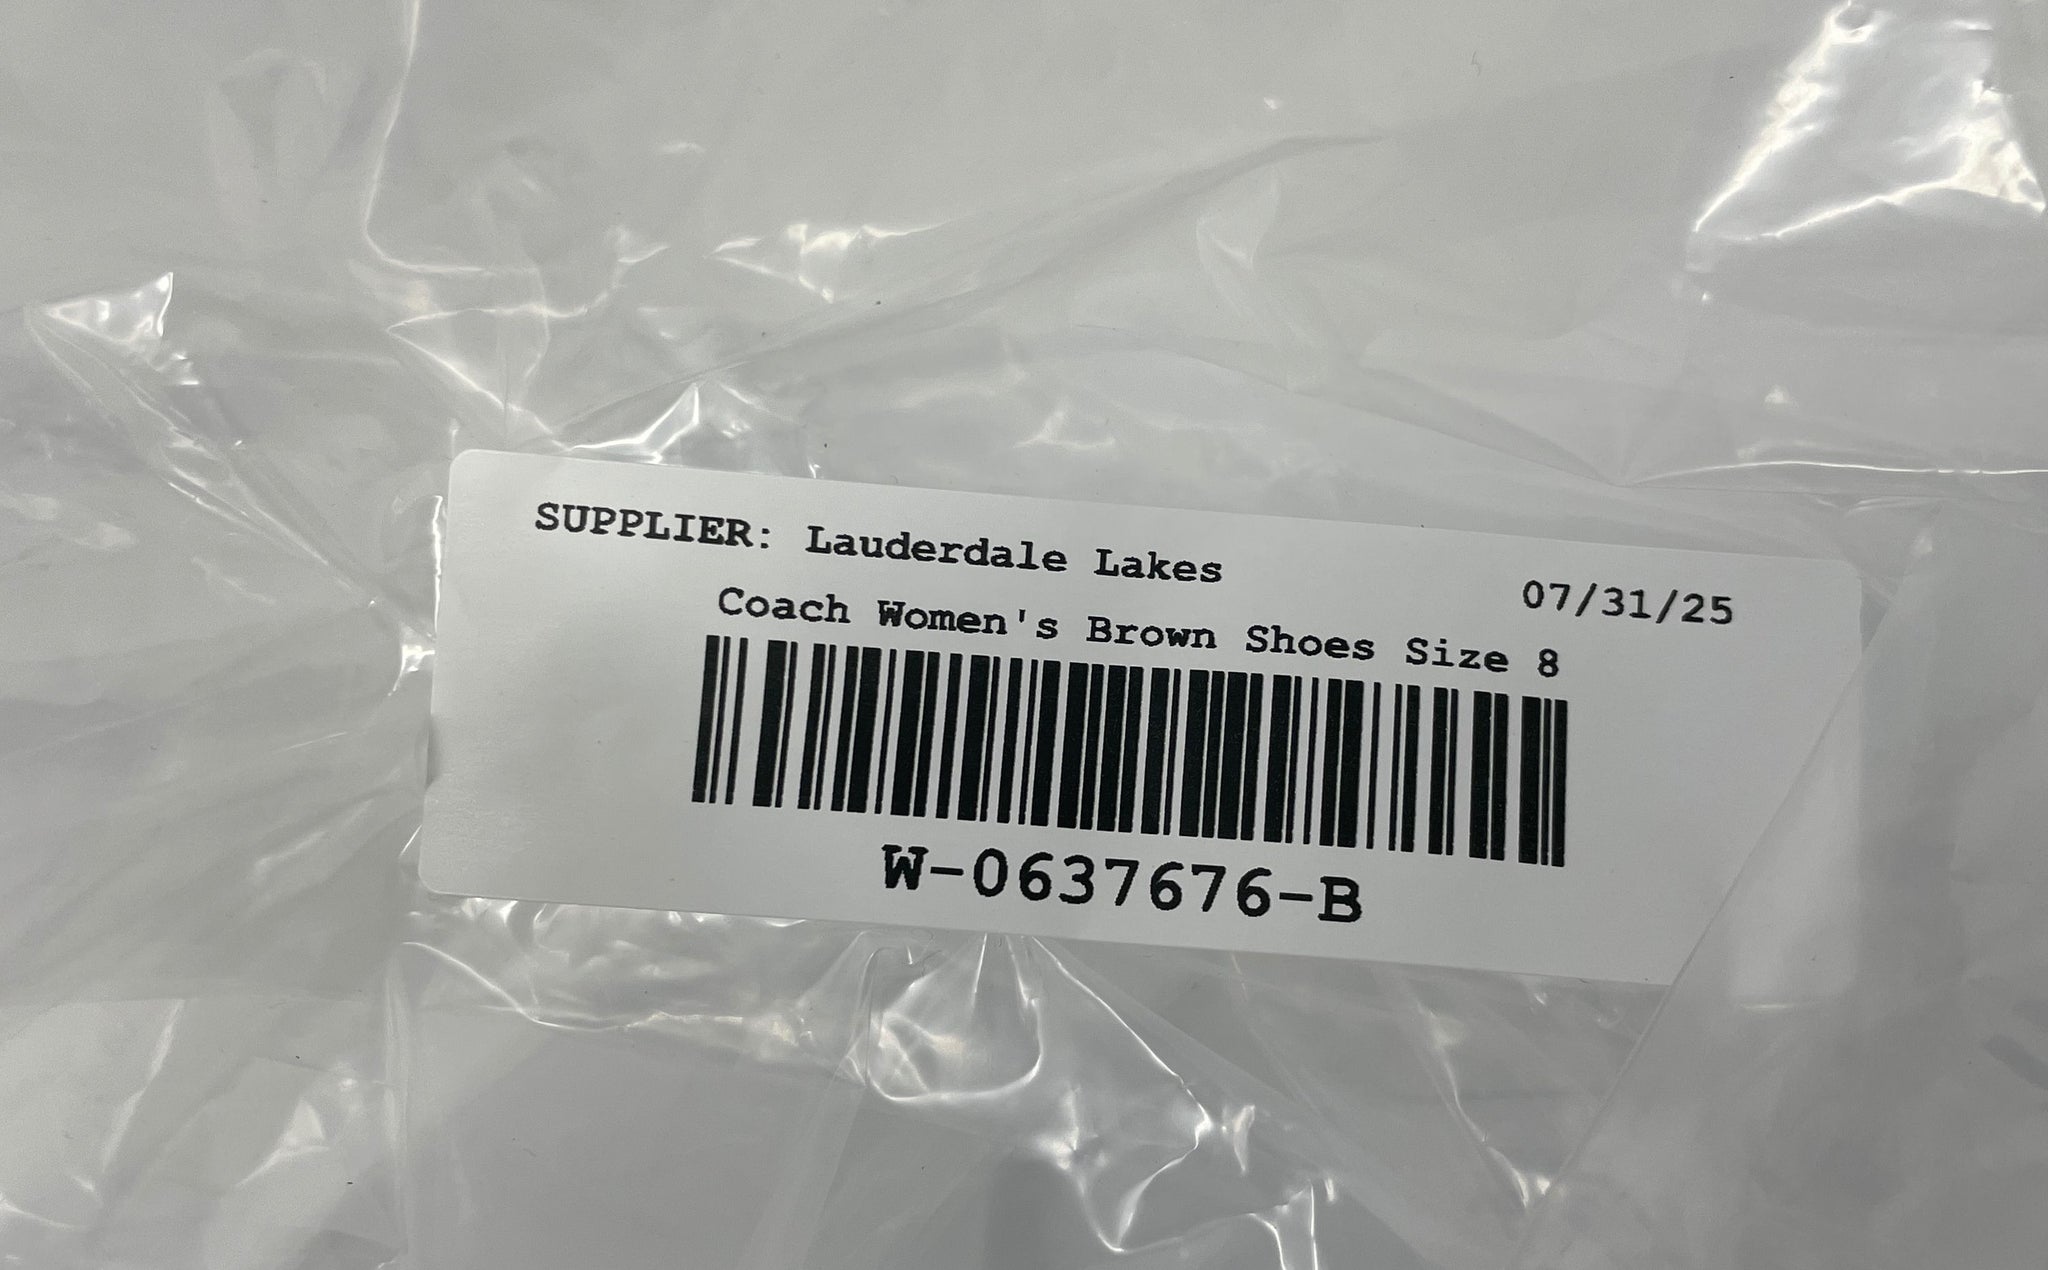 SUPPLIER: Lauderdale Lakes
07/31/25
Coach Women's Brown Shoes Size 8
W-0637676-B